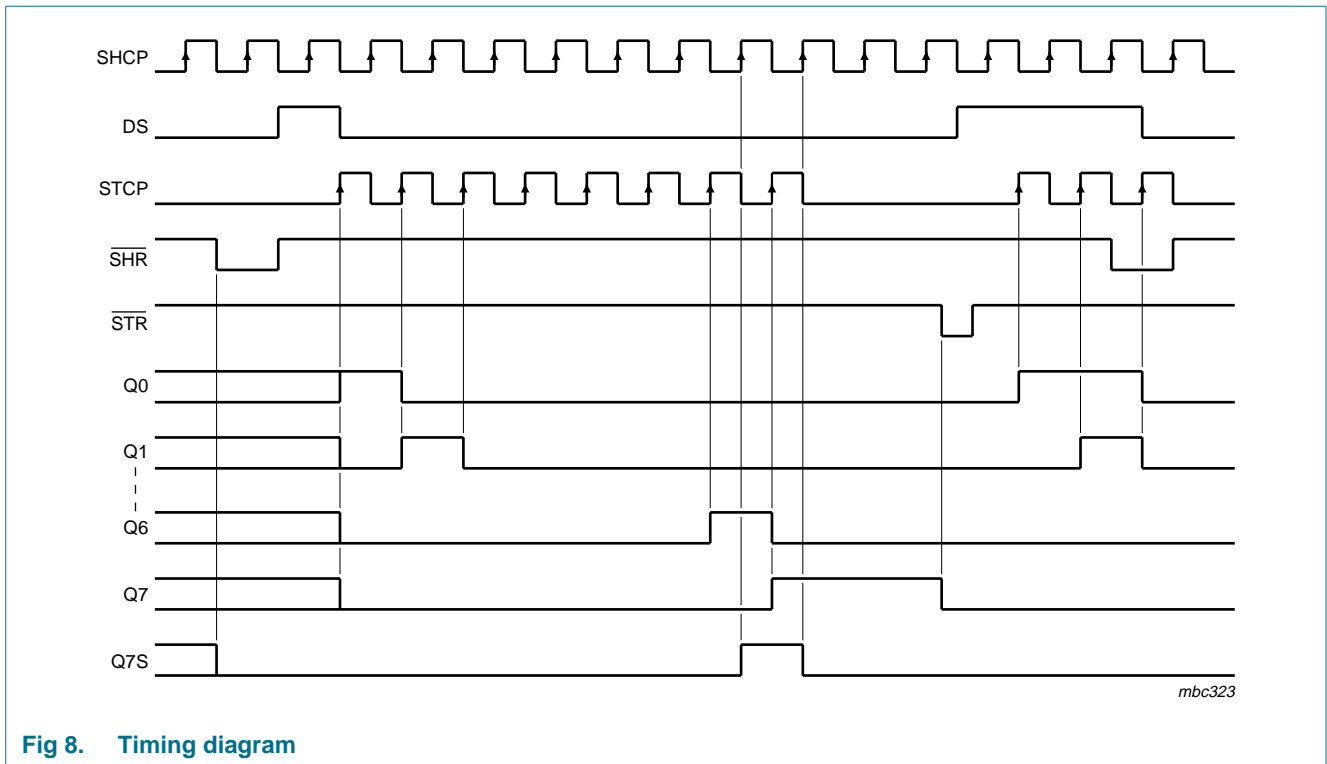 SHCP
DS
STCP
SHR
STR
Q0
Q1
Q6
Q7
Q7S
mbc323
Fig 8. Timing diagram